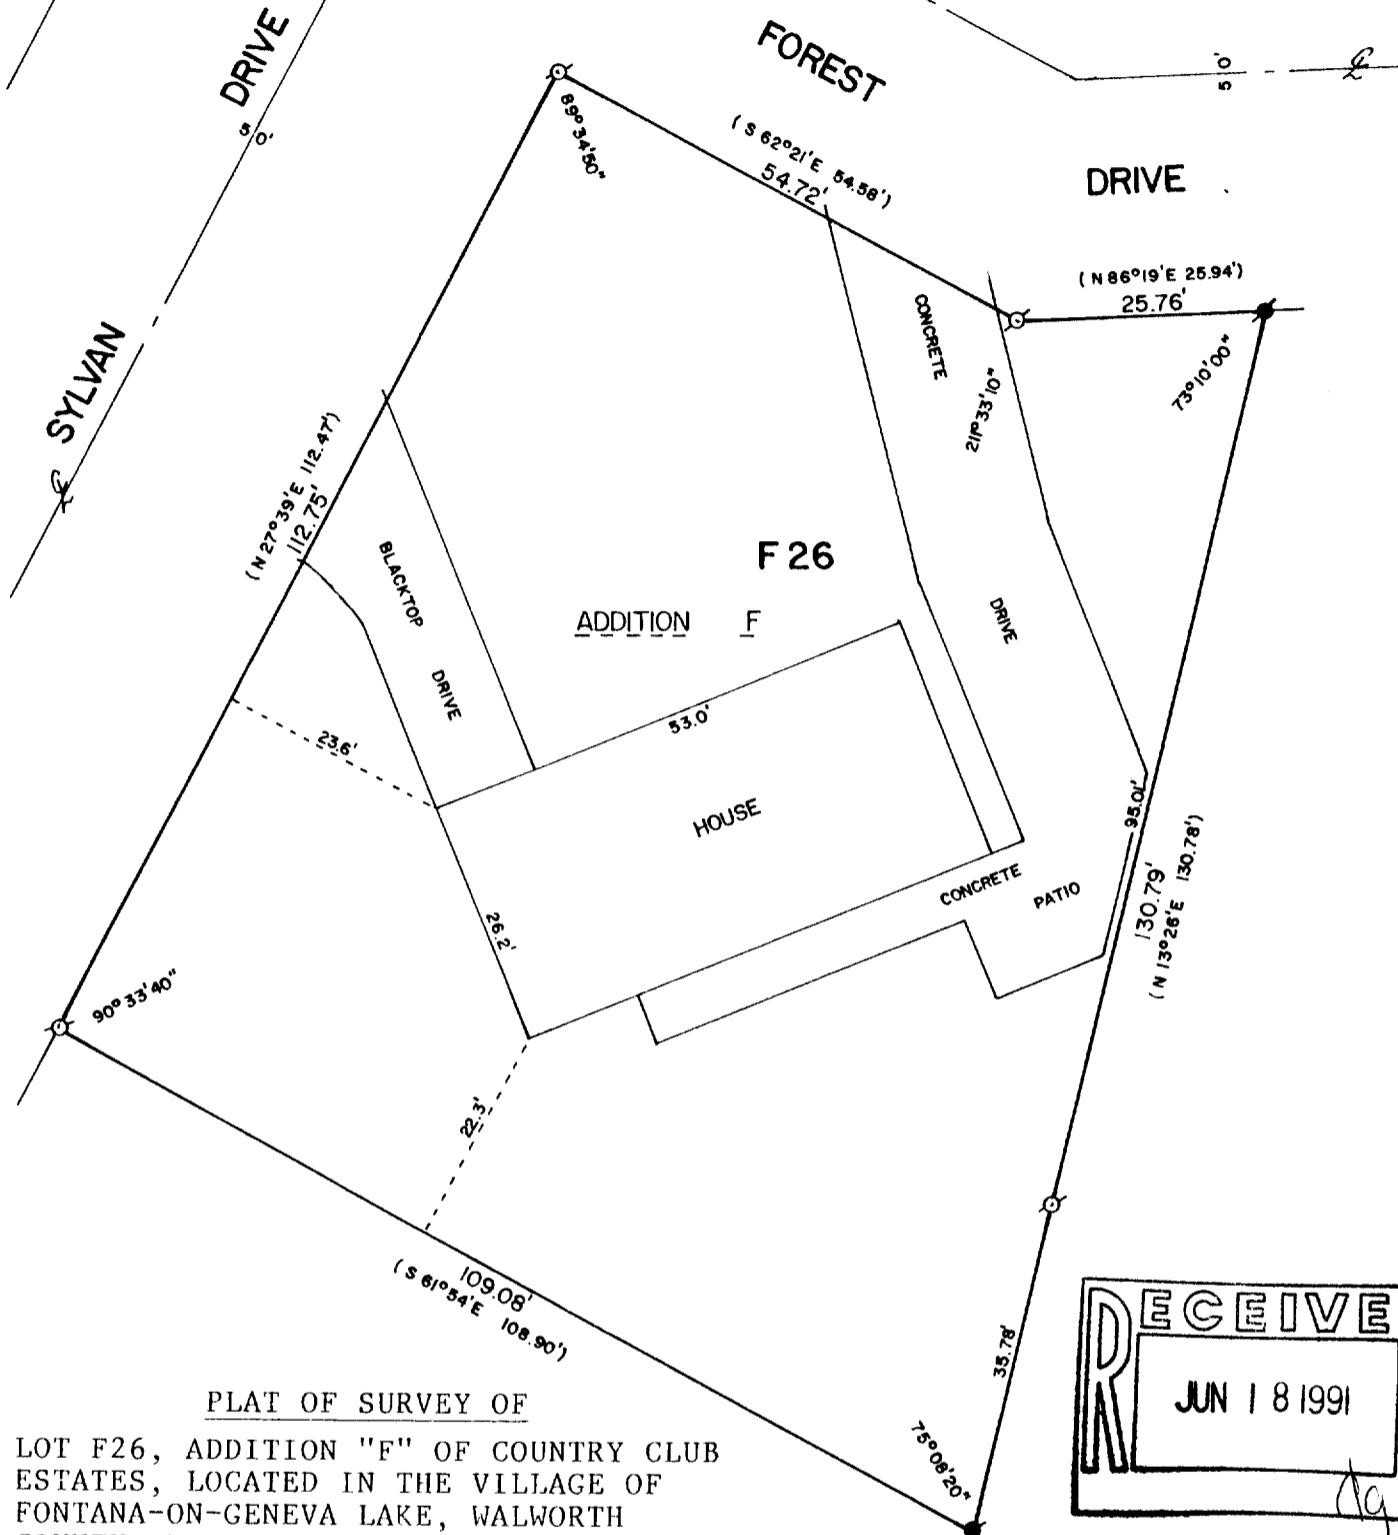 DRIVE
50'
SYLVAN
℄
FOREST
DRIVE
50'
℄
89°34'50"
(S 62°21'E 54.58')
54.72'
(N 86°19'E 25.94')
25.76'
73°10'00"
211°33'10"
CONCRETE
DRIVE
(N 27°39'E 112.47')
112.75'
BLACKTOP
DRIVE
F 26
ADDITION F
53.0'
23.6'
HOUSE
26.2'
CONCRETE
PATIO
95.01'
130.79'
(N 13°26'E 130.78')
90°33'40"
22.3'
109.08'
(S 61°54'E 108.90')
35.78'
75°08'20"
RECEIVE
JUN 18 1991
PLAT OF SURVEY OF
LOT F26, ADDITION "F" OF COUNTRY CLUB
ESTATES, LOCATED IN THE VILLAGE OF
FONTANA-ON-GENEVA LAKE, WALWORTH